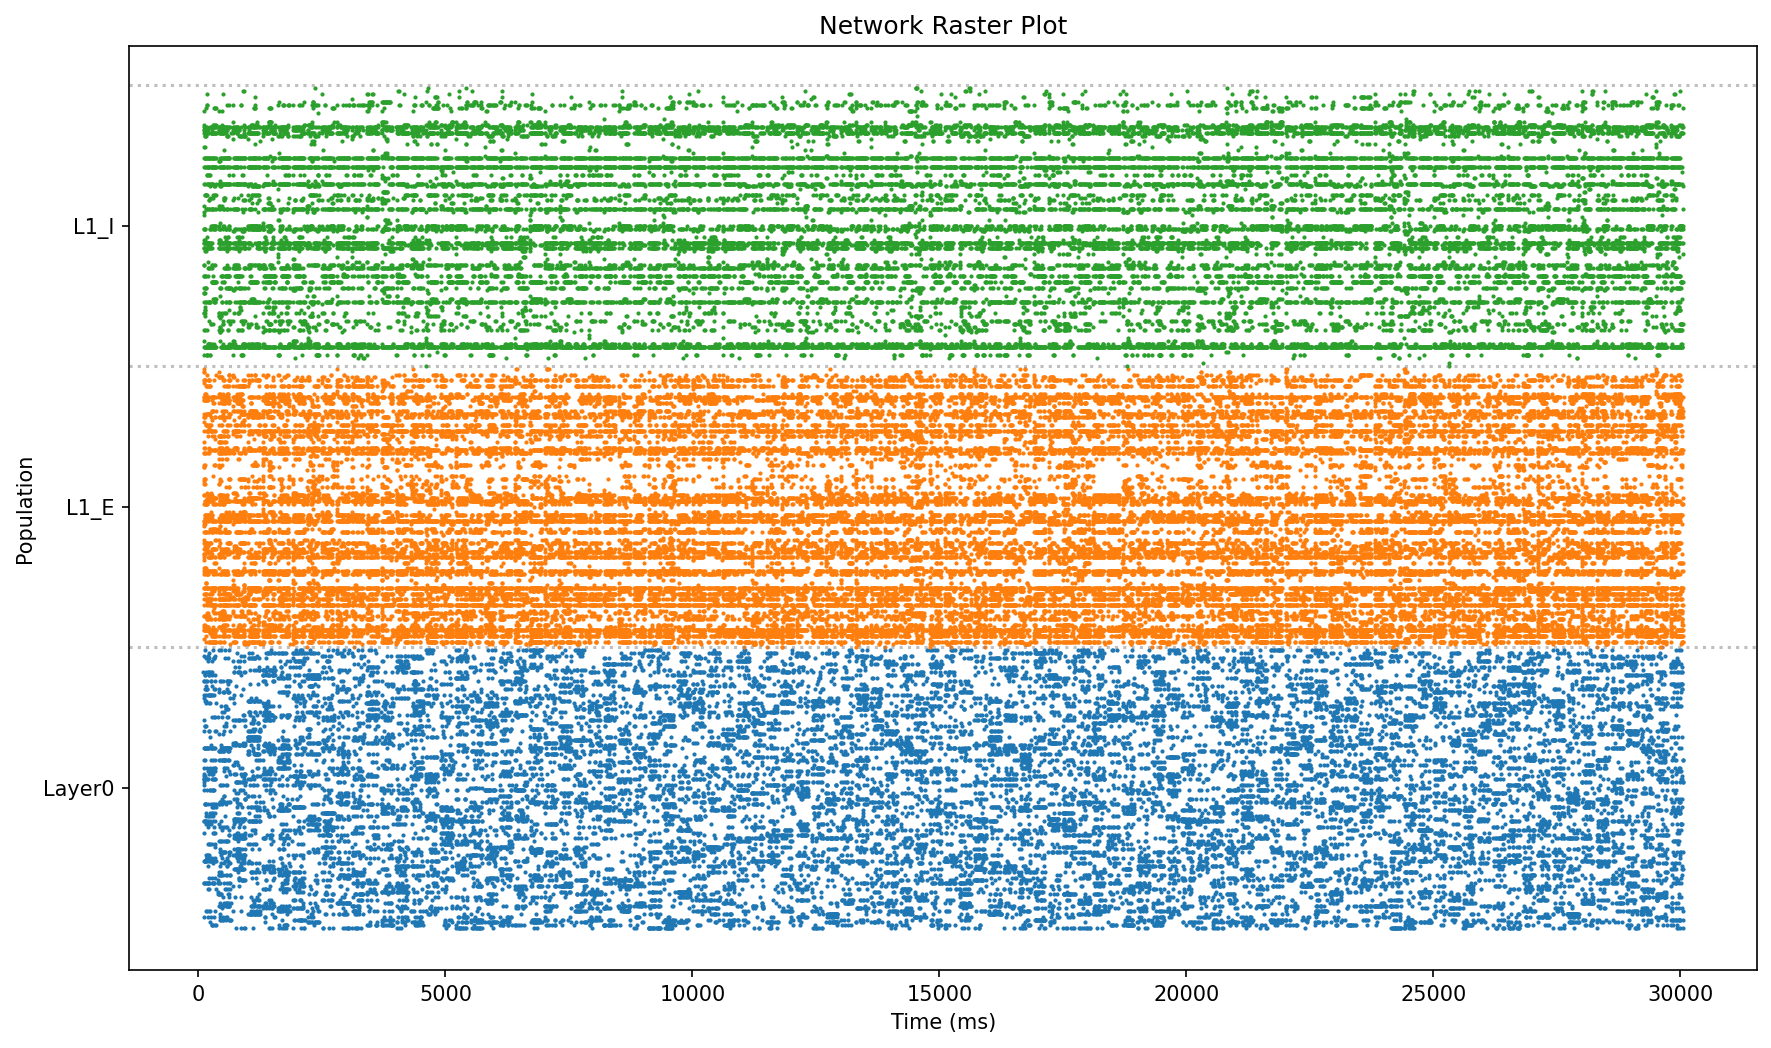 Network Raster Plot
L1_I
L1_E
Layer0
Population
0 5000 10000 15000 20000 25000 30000
Time (ms)